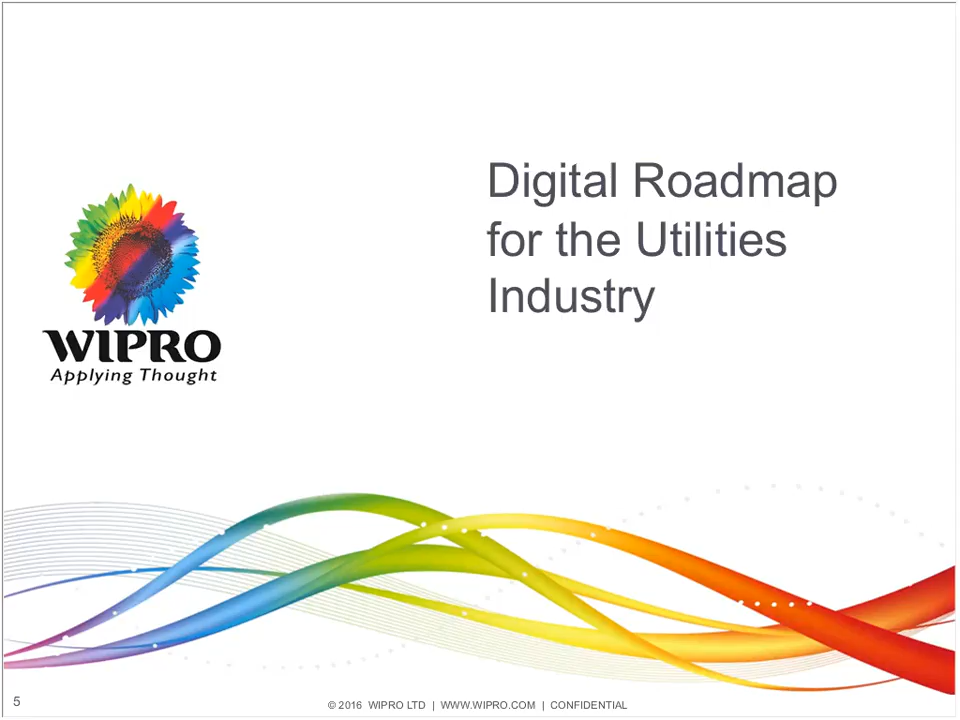 Digital Roadmap
for the Utilities
Industry
WIPRO
Applying Thought
5
© 2016 WIPRO LTD | WWW.WIPRO.COM | CONFIDENTIAL